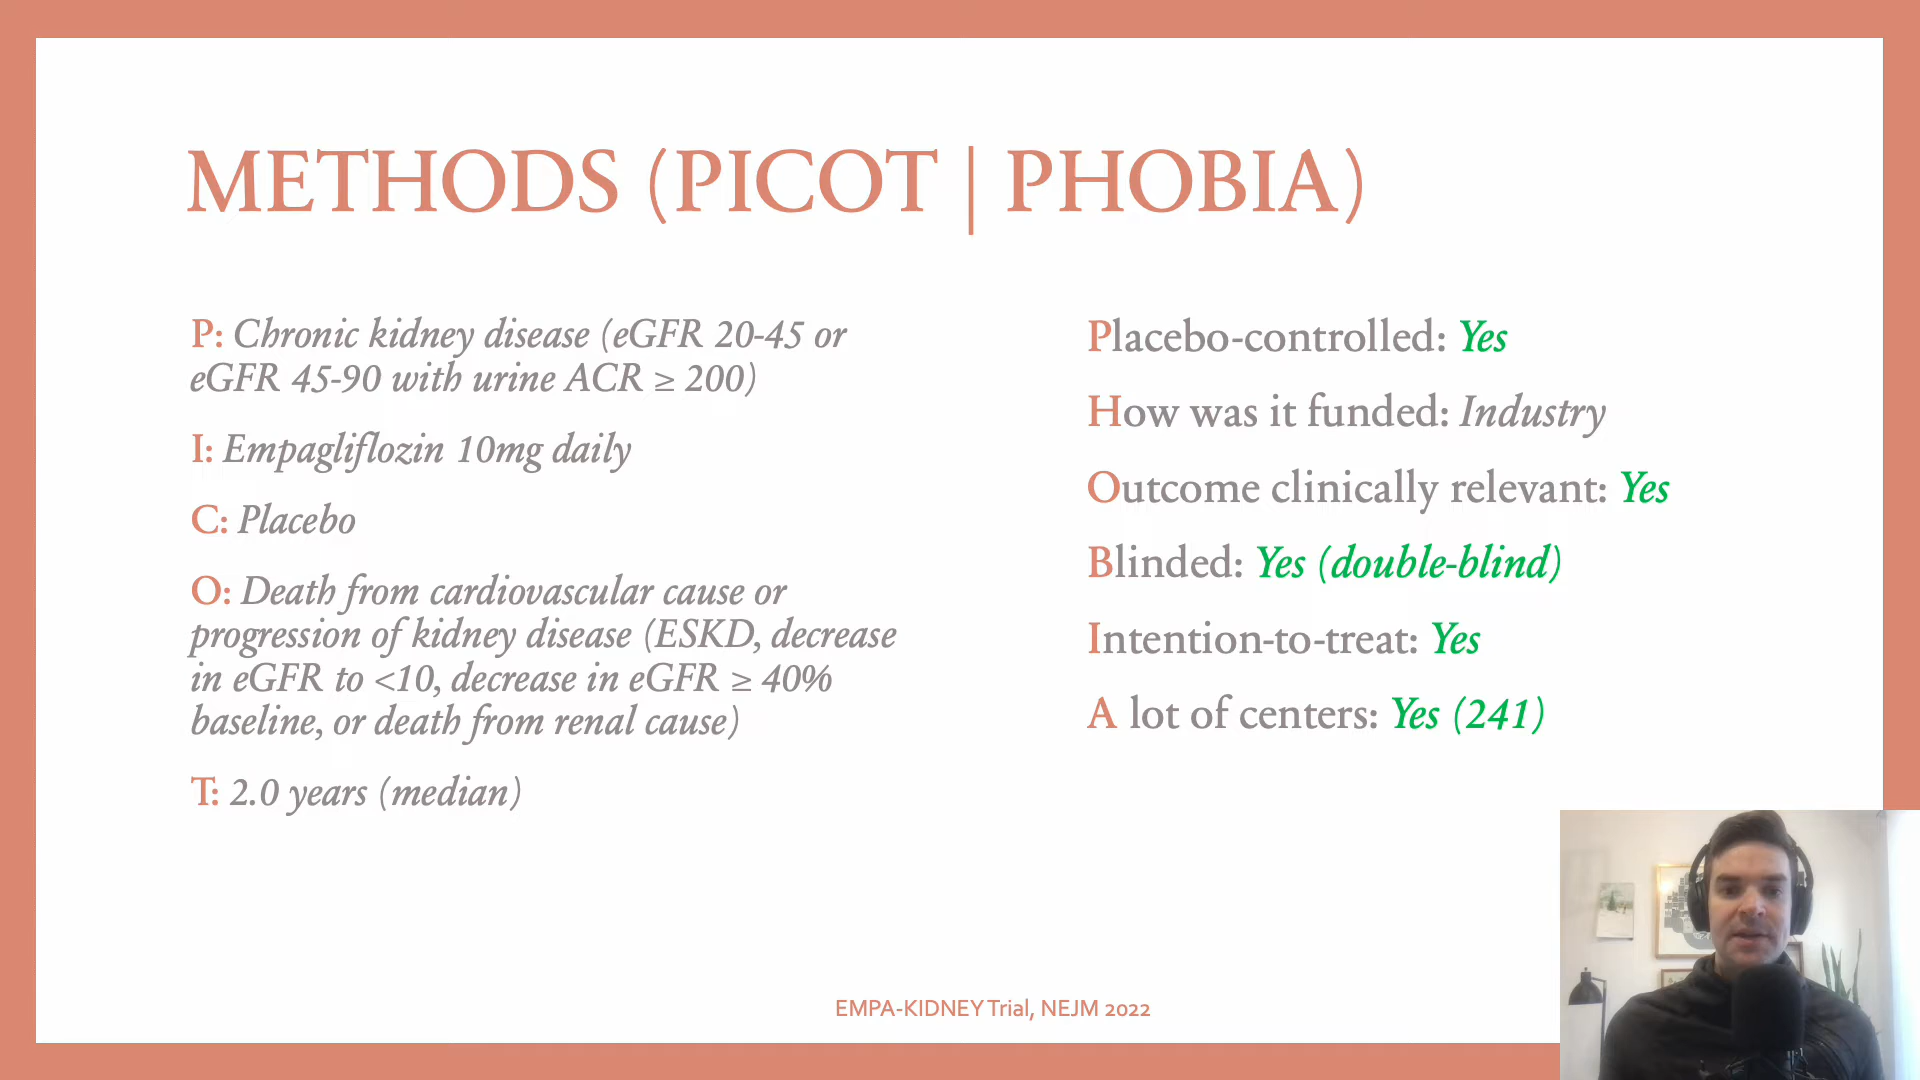 METHODS (PICOT | PHOBIA)
P: Chronic kidney disease (eGFR 20-45 or
eGFR 45-90 with urine ACR ≥ 200)
I: Empagliflozin 10mg daily
C: Placebo
O: Death from cardiovascular cause or
progression of kidney disease (ESKD, decrease
in eGFR to <10, decrease in eGFR ≥ 40%
baseline, or death from renal cause)
T: 2.0 years (median)
Placebo-controlled: Yes
How was it funded: Industry
Outcome clinically relevant: Yes
Blinded: Yes (double-blind)
Intention-to-treat: Yes
A lot of centers: Yes (241)
EMPA-KIDNEY Trial, NEJM 2022